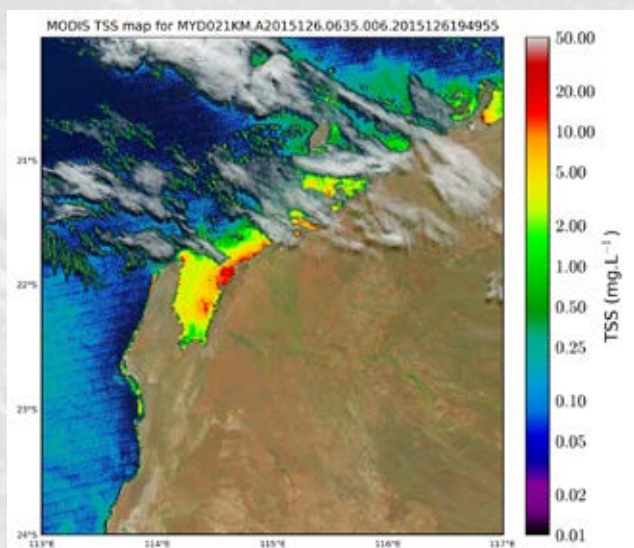 MODIS TSS map for MYD021KM.A2015126.0635.006.2015126194955
50.00
20.00
10.00
5.00
2.00
1.00
0.50
0.25
0.10
0.05
0.02
0.01
TSS (mg.L⁻¹)
21°S
22°S
23°S
24°S
113°E
114°E
115°E
116°E
117°E